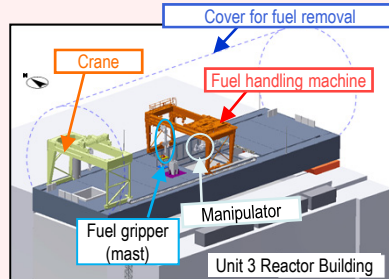 Cover for fuel removal
Crane
N
Fuel handling machine
Manipulator
Fuel gripper
(mast)
Unit 3 Reactor Building